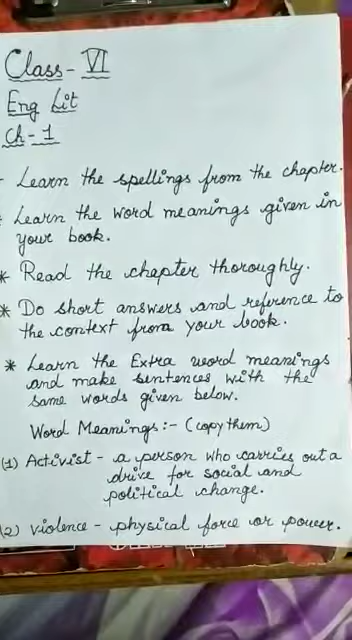 Class - VI
Eng Lit
Ch - 1
- Learn the spellings from the chapter.
* Learn the word meanings given in
your book.
* Read the chapter thoroughly.
* Do short answers and reference to
the context from your book.
* Learn the Extra word meanings
and make sentences with the
same words given below.
Word Meanings :- (copy them)
(1) Activist - a person who carries out a
drive for social and
political change.
(2) Violence - physical force or power.